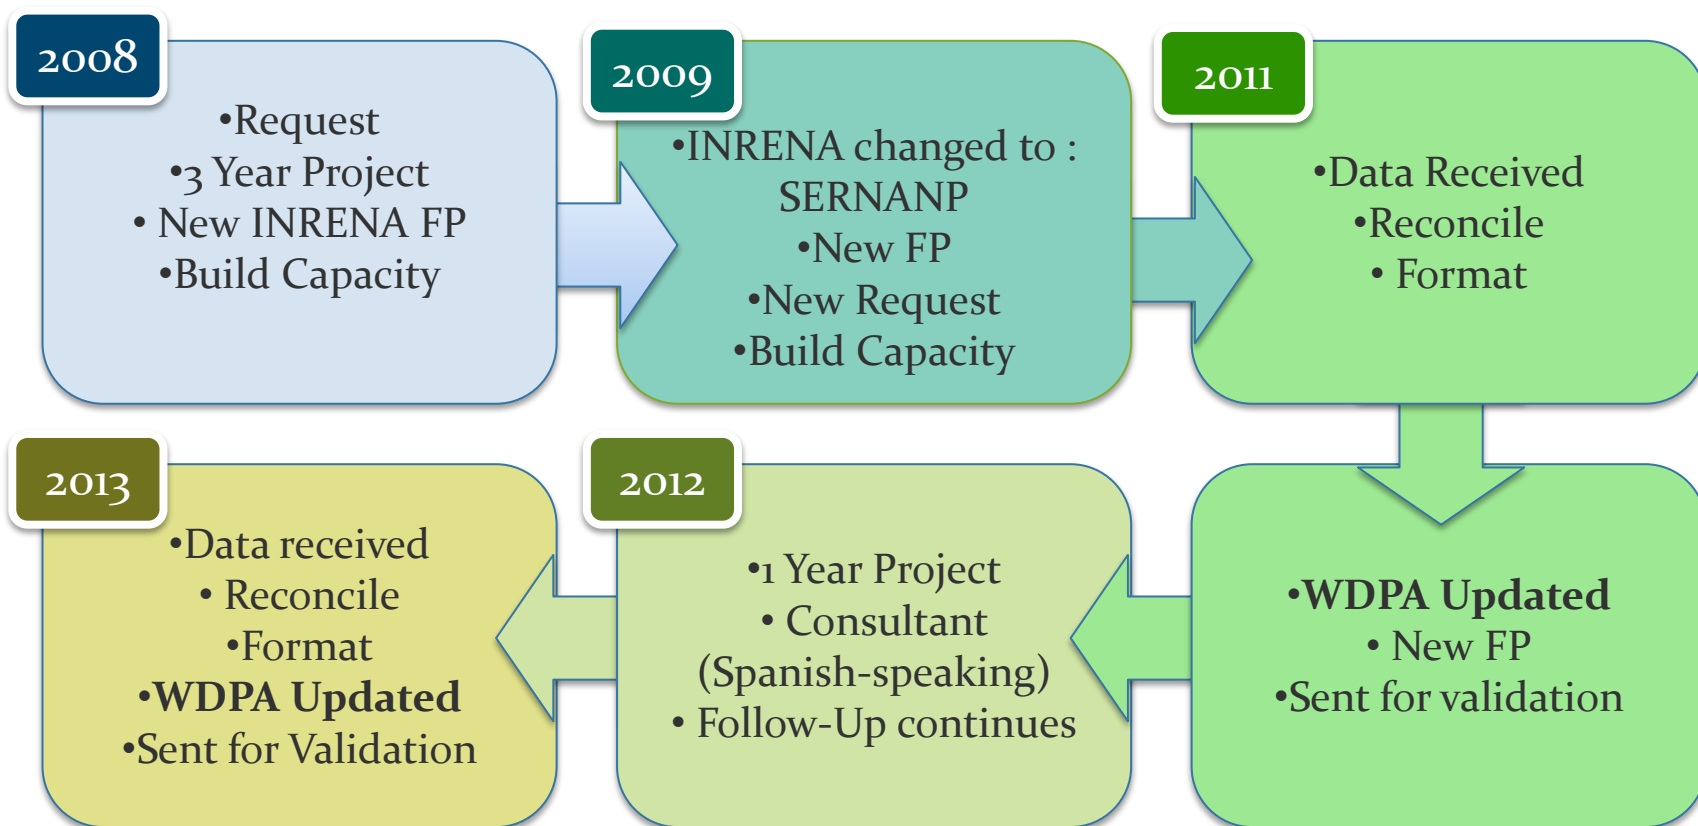 2008
•Request
•3 Year Project
• New INRENA FP
•Build Capacity
2009
•INRENA changed to :
SERNANP
•New FP
•New Request
•Build Capacity
2011
•Data Received
•Reconcile
• Format
•WDPA Updated
• New FP
•Sent for validation
2012
•1 Year Project
• Consultant
(Spanish-speaking)
• Follow-Up continues
2013
•Data received
• Reconcile
•Format
•WDPA Updated
•Sent for Validation